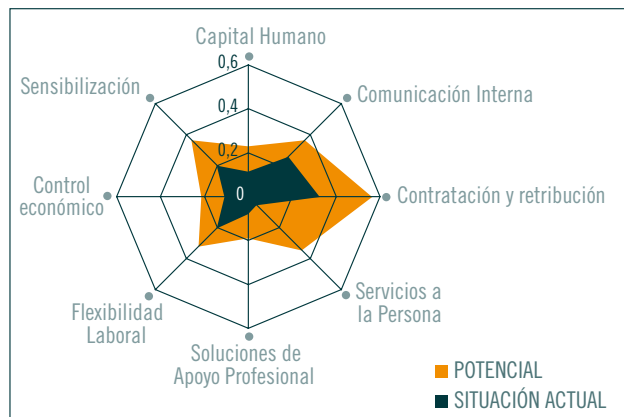 Capital Humano
0,6
Sensibilización
Comunicación Interna
0,4
0,2
Control
económico
0
Contratación y retribución
Servicios a
la Persona
Flexibilidad
Laboral
Soluciones de
Apoyo Profesional
POTENCIAL
SITUACIÓN ACTUAL